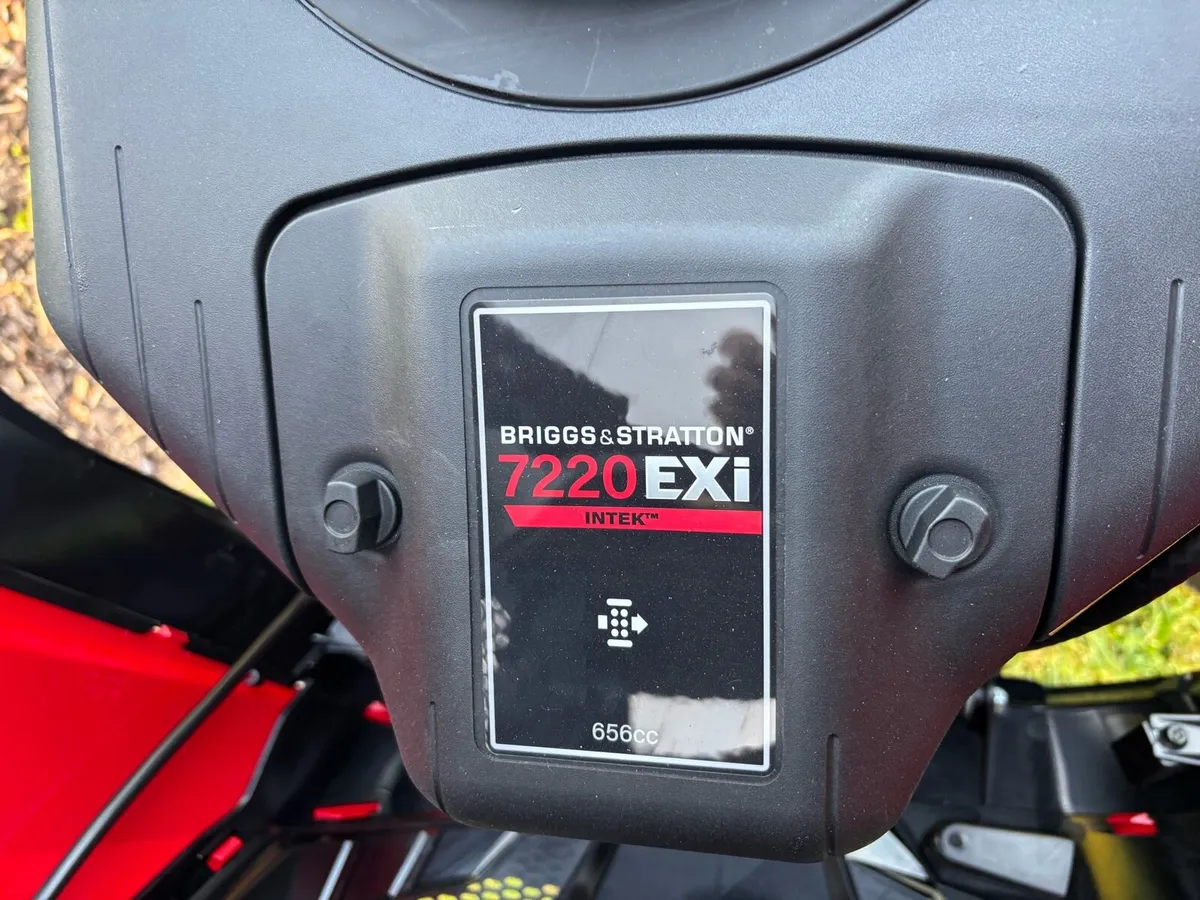 BRIGGS & STRATTON®
7220 EXi
INTEK™
656cc